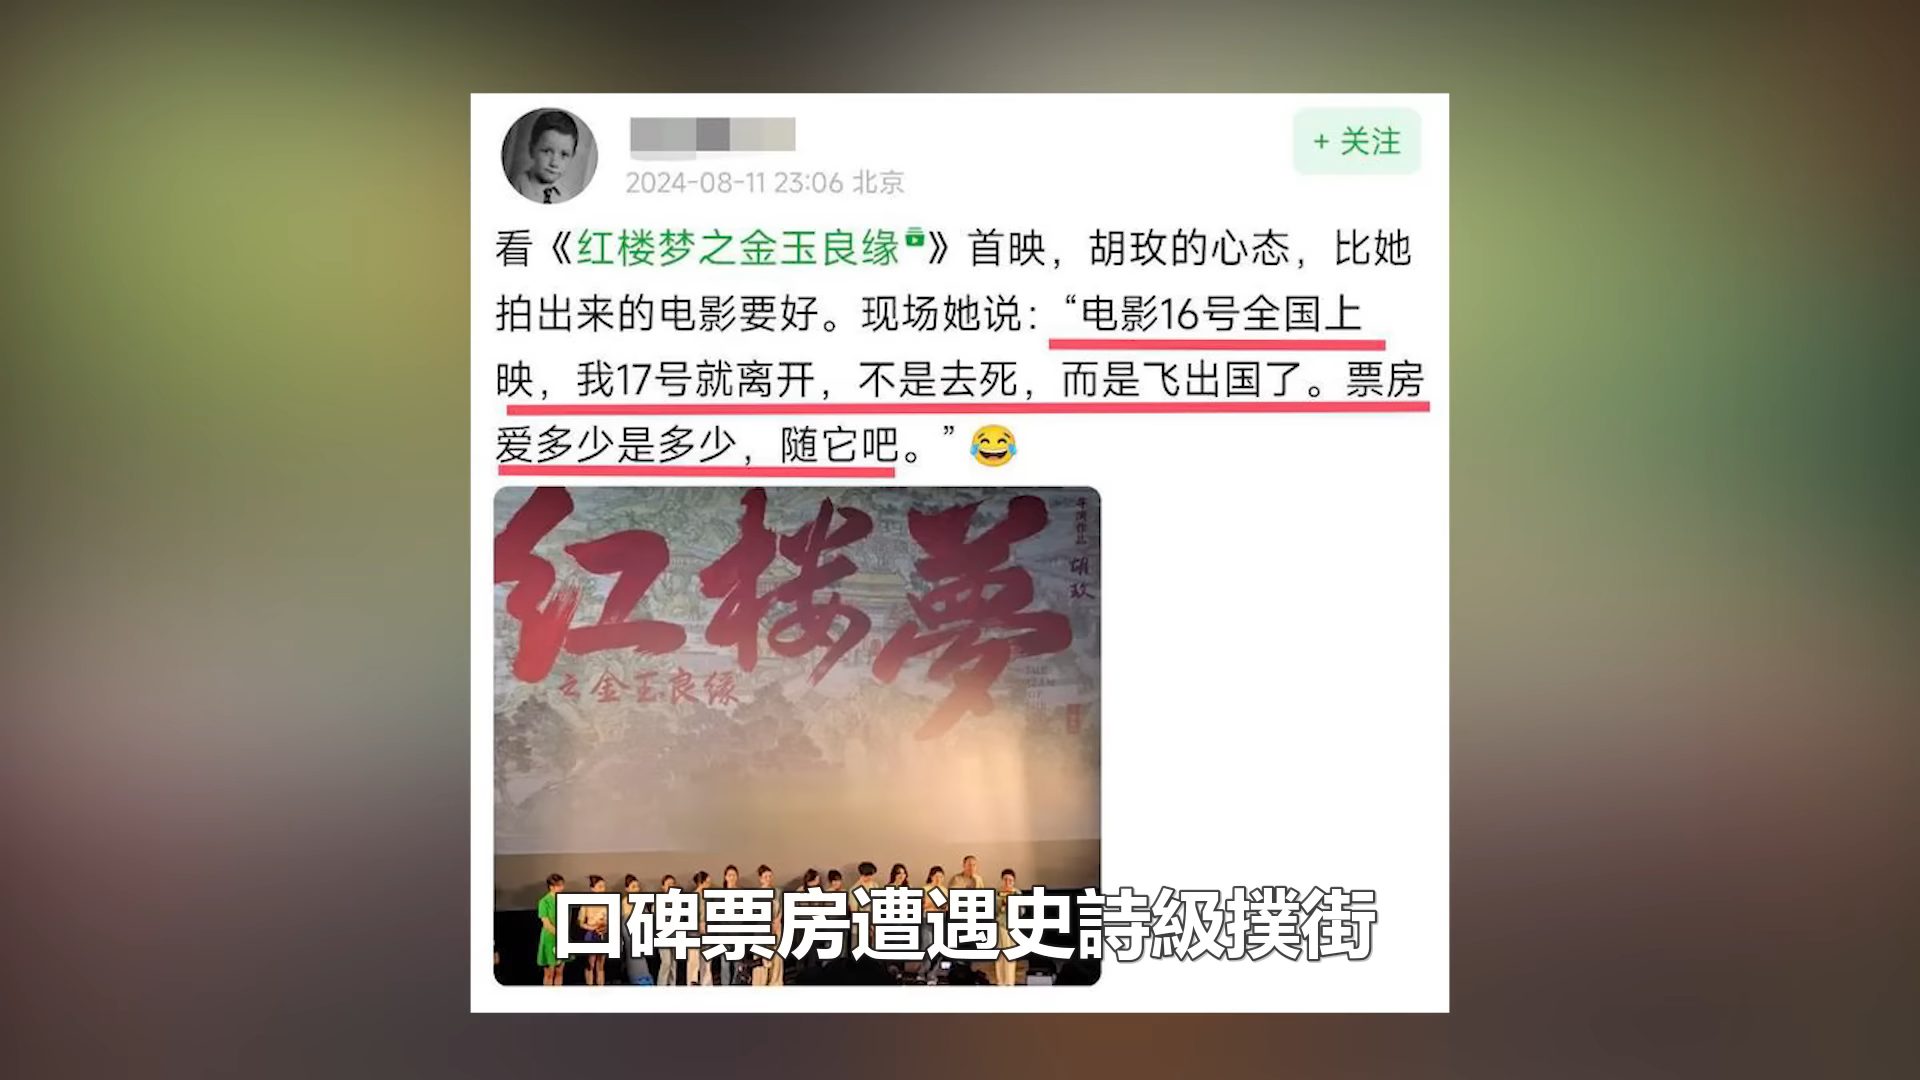 + 关注
2024-08-11 23:06 北京
看《红楼梦之金玉良缘》首映，胡玫的心态，比她
拍出来的电影要好。现场她说：“电影16号全国上
映，我17号就离开，不是去死，而是飞出国了。票房
爱多少是多少，随它吧。”
红楼夢
之金玉良缘
导演作品 胡玫
口碑票房遭遇史詩級撲街